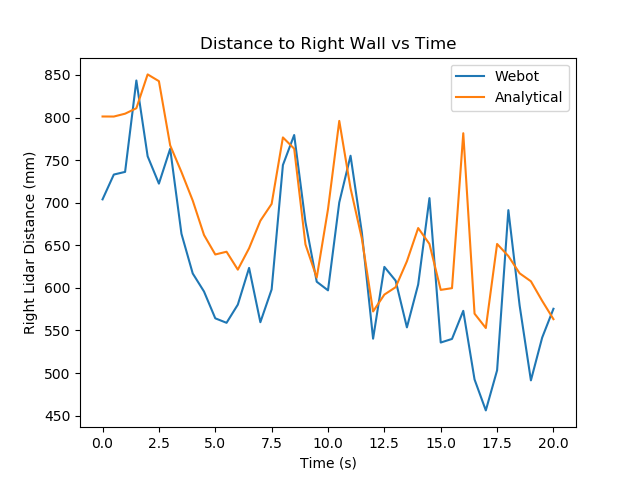 Distance to Right Wall vs Time
Webot
Analytical
Right Lidar Distance (mm)
850
800
750
700
650
600
550
500
450
0.0 2.5 5.0 7.5 10.0 12.5 15.0 17.5 20.0
Time (s)